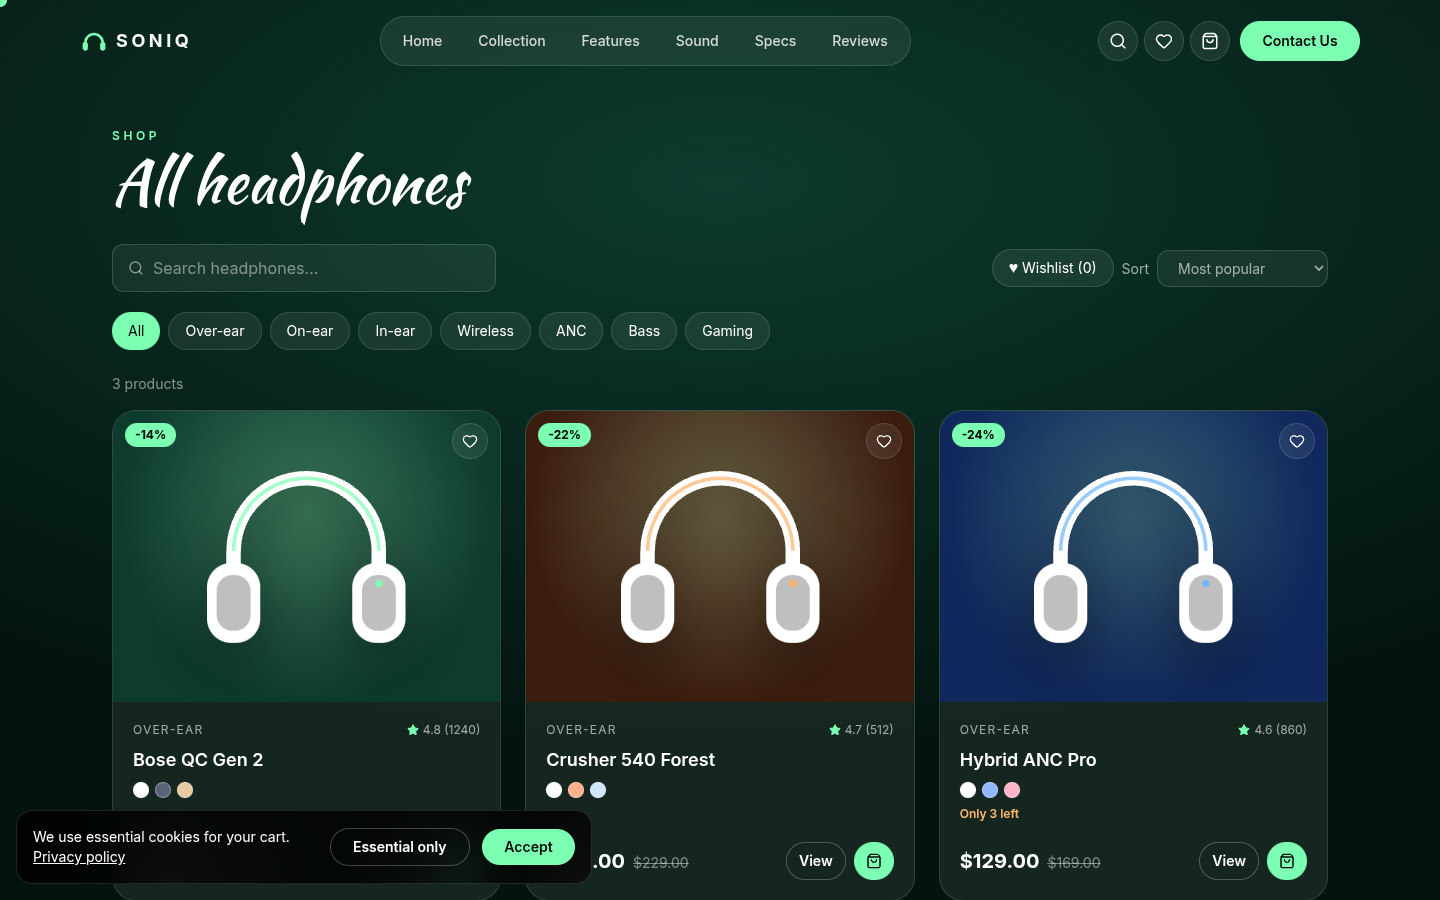 SONIQ
Home Collection Features Sound Specs Reviews
Contact Us
SHOP
All headphones
Search headphones...
♥ Wishlist (0) Sort Most popular
All Over-ear On-ear In-ear Wireless ANC Bass Gaming
3 products
-14%
OVER-EAR 4.8 (1240)
Bose QC Gen 2
-22%
OVER-EAR 4.7 (512)
Crusher 540 Forest
.00 $229.00 View
-24%
OVER-EAR 4.6 (860)
Hybrid ANC Pro
Only 3 left
$129.00 $169.00 View
We use essential cookies for your cart.
Privacy policy
Essential only Accept